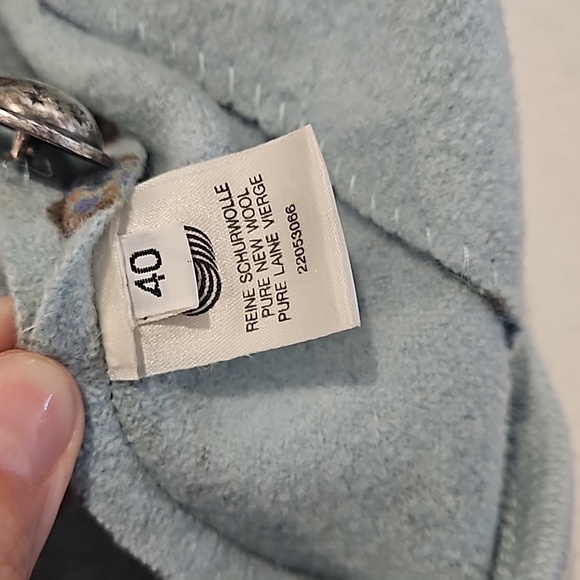 40
REINE SCHURWOLLE
PURE NEW WOOL
PURE LAINE VIERGE
22053066